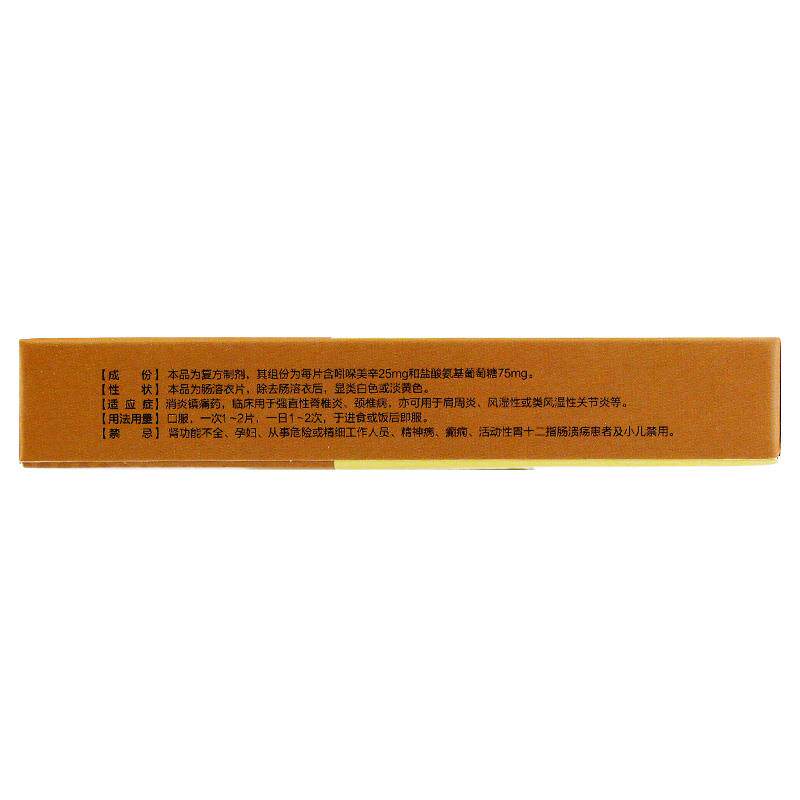 【成 份】本品为复方制剂，其组份为每片含吲哚美辛25mg和盐酸氨基葡萄糖75mg。
【性 状】本品为肠溶衣片，除去肠溶衣后，显类白色或淡黄色。
【适应症】消炎镇痛药，临床用于强直性脊椎炎、颈椎病，亦可用于肩周炎、风湿性或类风湿性关节炎等。
【用法用量】口服，一次1~2片，一日1~2次，于进食或饭后即服。
【禁 忌】肾功能不全、孕妇、从事危险或精细工作人员、精神病、癫痫、活动性胃十二指肠溃疡患者及小儿禁用。